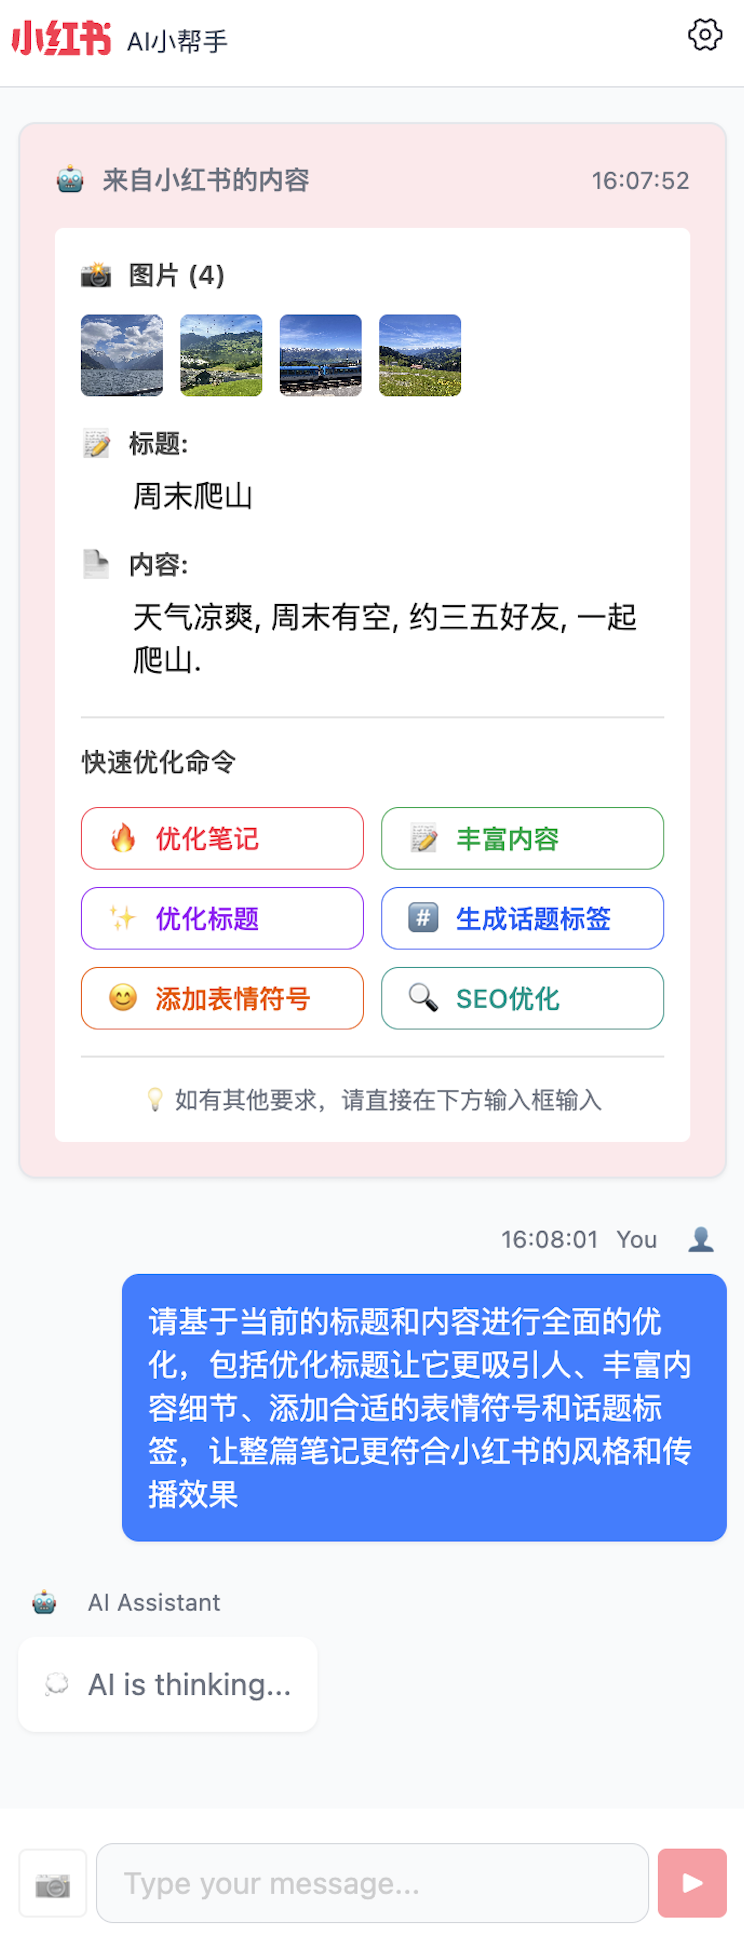 小红书 AI小帮手
来自小红书的内容 16:07:52
图片 (4)
标题:
周末爬山
内容:
天气凉爽, 周末有空, 约三五好友, 一起
爬山.
快速优化命令
优化笔记 丰富内容
优化标题 # 生成话题标签
添加表情符号 SEO优化
如有其他要求，请直接在下方输入框输入
16:08:01 You
请基于当前的标题和内容进行全面的优
化，包括优化标题让它更吸引人、丰富内
容细节、添加合适的表情符号和话题标
签，让整篇笔记更符合小红书的风格和传
播效果
AI Assistant
AI is thinking...
Type your message...